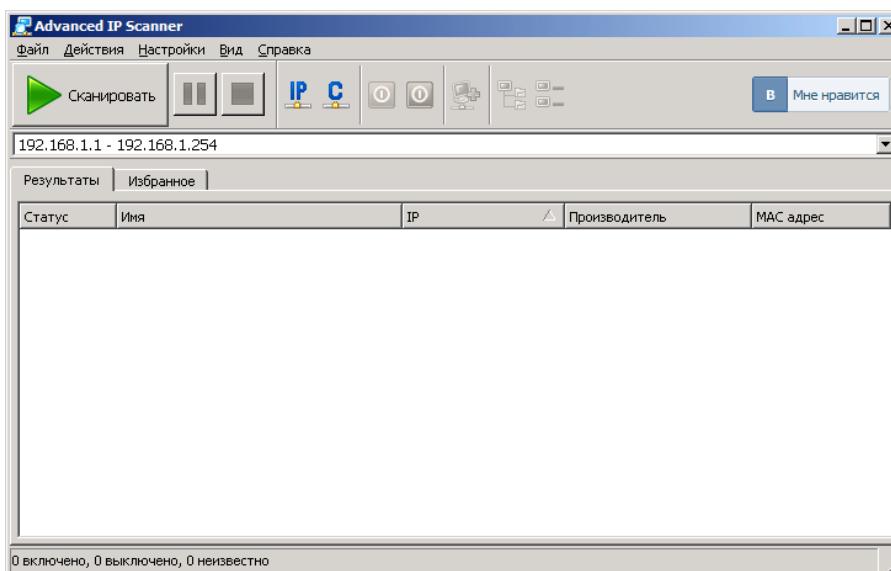 Advanced IP Scanner
Файл Действия Настройки Вид Справка
Сканировать IP C B Мне нравится
192.168.1.1 - 192.168.1.254
Результаты Избранное
Статус Имя IP Производитель MAC адрес
0 включено, 0 выключено, 0 неизвестно